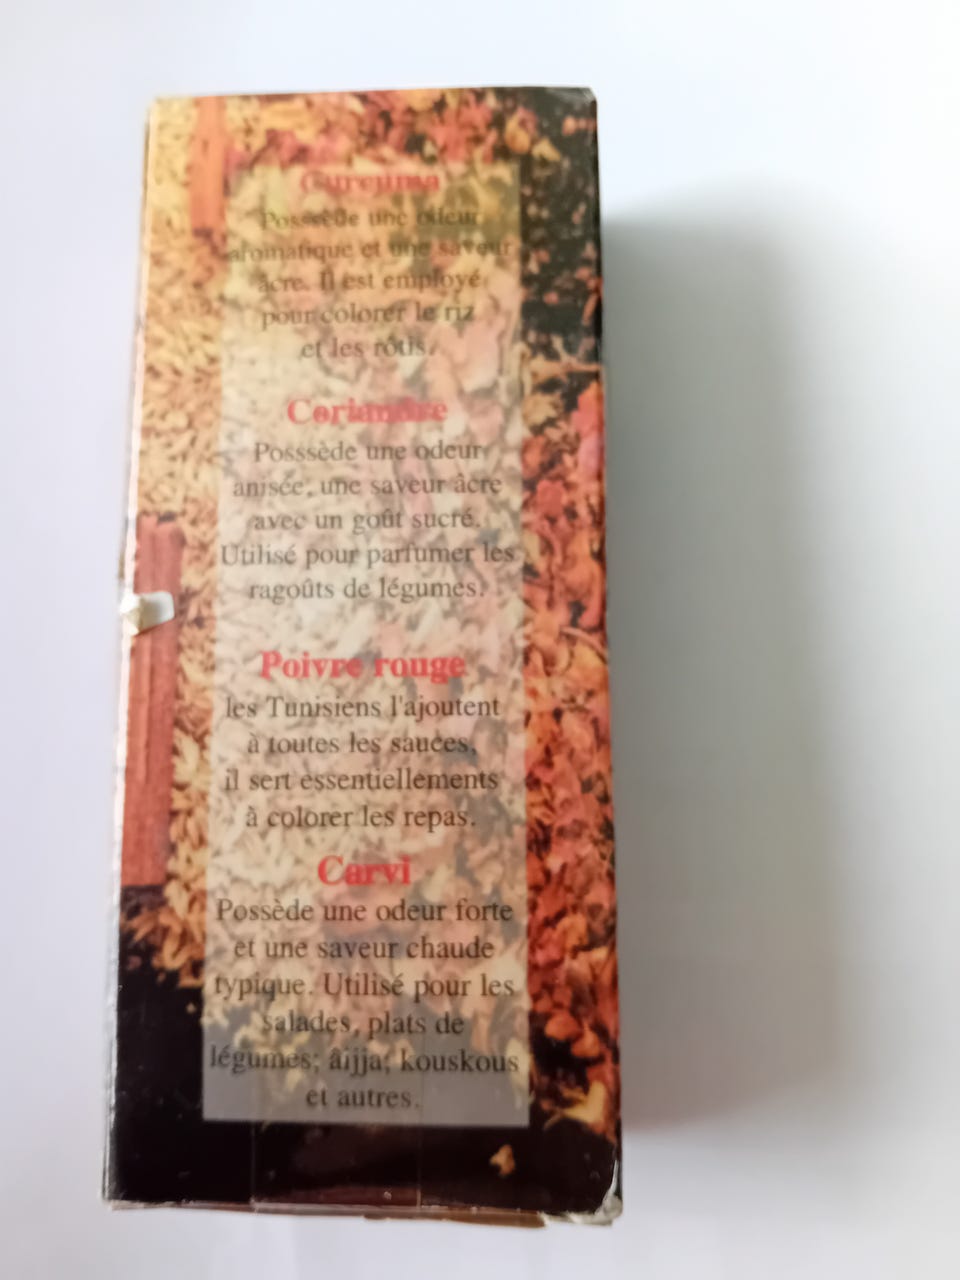 Curcuma
Posssède une odeur
aromatique et une saveur
âcre. Il est employé
pour colorer le riz
et les rôtis.
Coriandre
Posssède une odeur
anisée, une saveur âcre
avec un goût sucré.
Utilisé pour parfumer les
ragoûts de légumes.
Poivre rouge
les Tunisiens l'ajoutent
à toutes les sauces,
il sert essentiellements
à colorer les repas.
Carvi
Possède une odeur forte
et une saveur chaude
typique. Utilisé pour les
salades, plats de
légumes; âijja; kouskous
et autres.